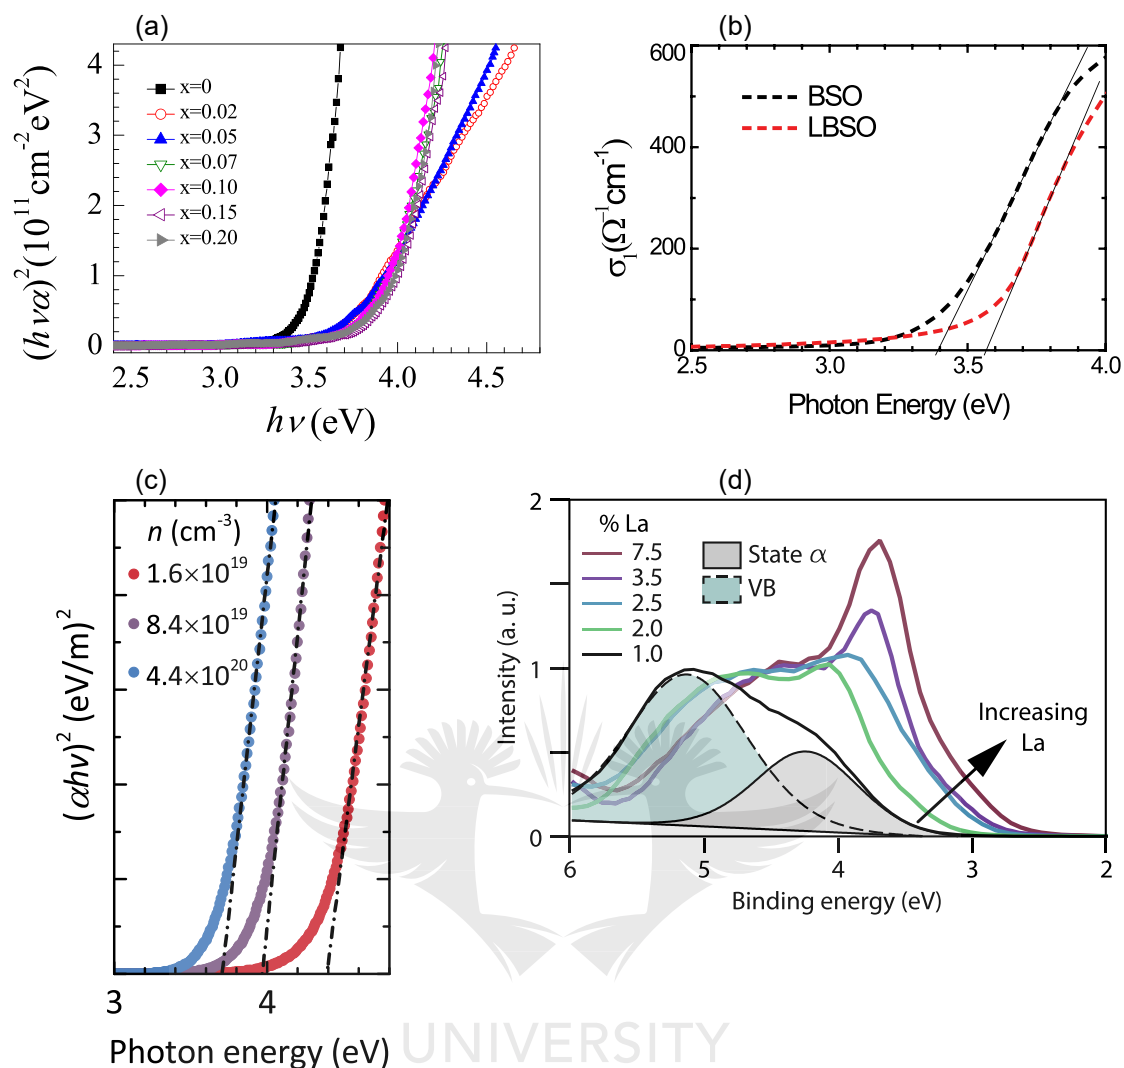 (a)
(hνα)² (10¹¹cm⁻²eV²)
4
3
2
1
0
x=0
x=0.02
x=0.05
x=0.07
x=0.10
x=0.15
x=0.20
2.5 3.0 3.5 4.0 4.5
hν (eV)
(b)
σ₁(Ω⁻¹cm⁻¹)
600
400
200
0
BSO
LBSO
2.5 3.0 3.5 4.0
Photon Energy (eV)
(c)
(αhν)² (eV/m)²
n (cm⁻³)
1.6×10¹⁹
8.4×10¹⁹
4.4×10²⁰
3 4
Photon energy (eV)
(d)
Intensity (a. u.)
2
1
0
% La
7.5
3.5
2.5
2.0
1.0
State α
VB
Increasing
La
6 5 4 3 2
Binding energy (eV)
UNIVERSITY